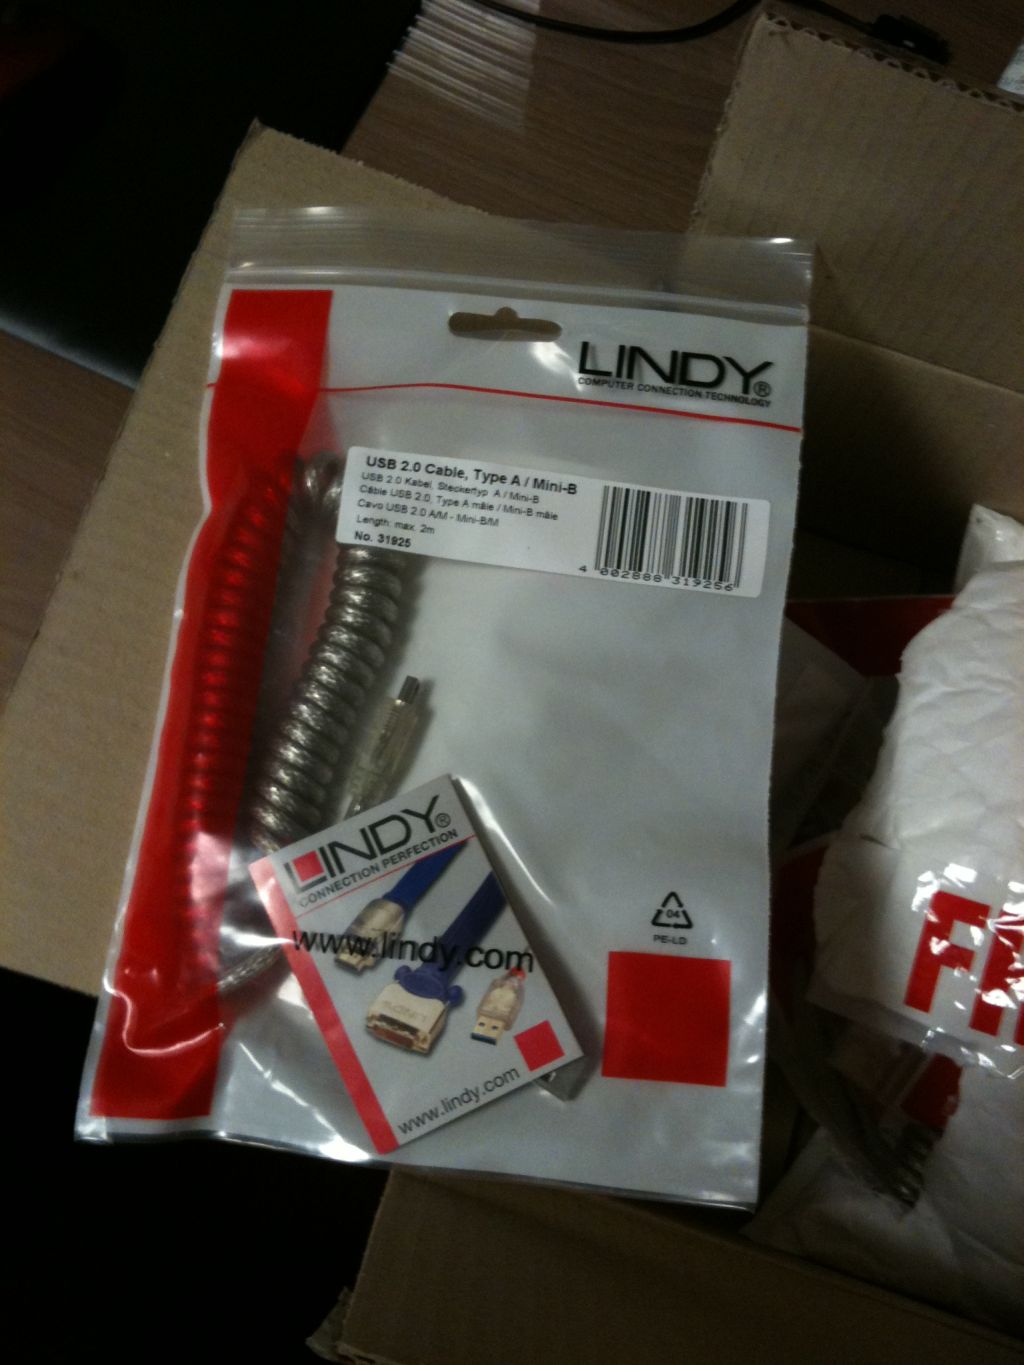 LINDY®
COMPUTER CONNECTION TECHNOLOGY
USB 2.0 Cable, Type A / Mini-B
USB 2.0 Kabel, Steckertyp A / Mini-B
Câble USB 2.0, Type A mâle / Mini-B mâle
Cavo USB 2.0 A/M - Mini-B/M
Length: max. 2m
No. 31925
4 002888 319256
LINDY®
CONNECTION PERFECTION
www.lindy.com
LINDY
www.lindy.com
04
PE-LD